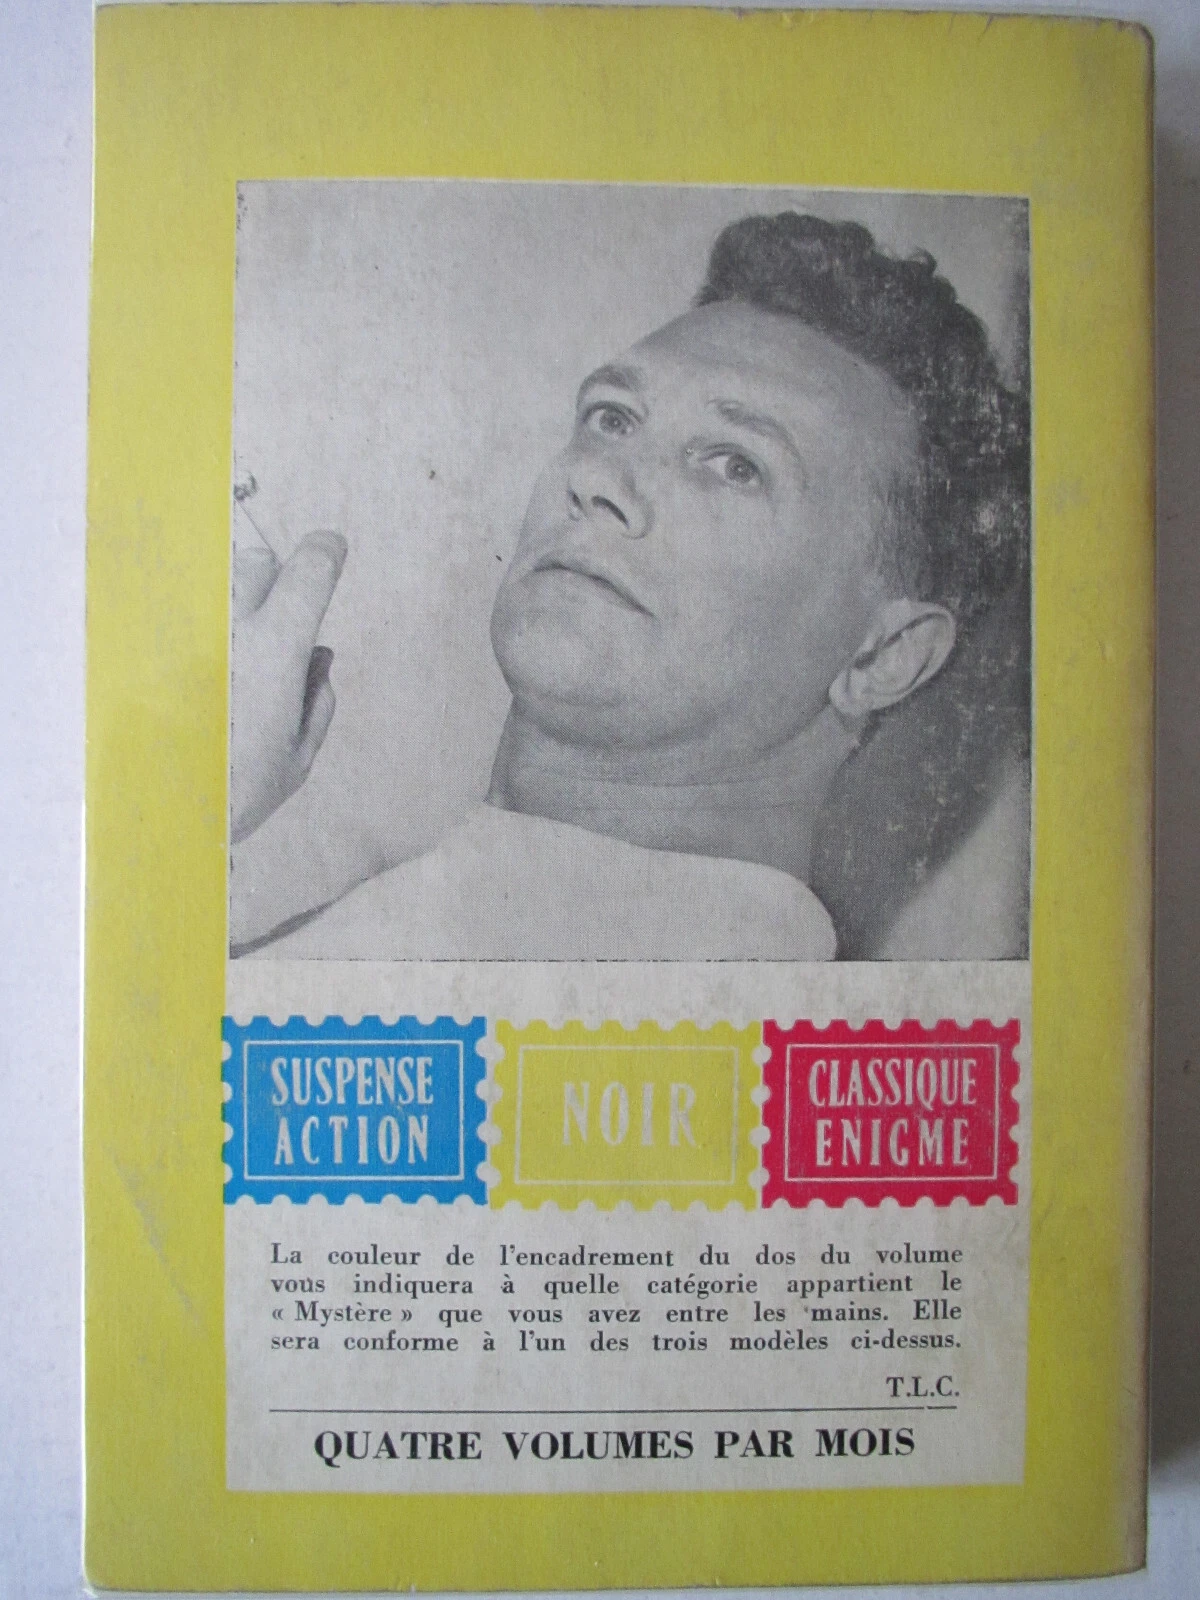 SUSPENSE
ACTION
NOIR
CLASSIQUE
ENIGME
La couleur de l'encadrement du dos du volume
vous indiquera à quelle catégorie appartient le
« Mystère » que vous avez entre les mains. Elle
sera conforme à l'un des trois modèles ci-dessus.
T.L.C.
QUATRE VOLUMES PAR MOIS